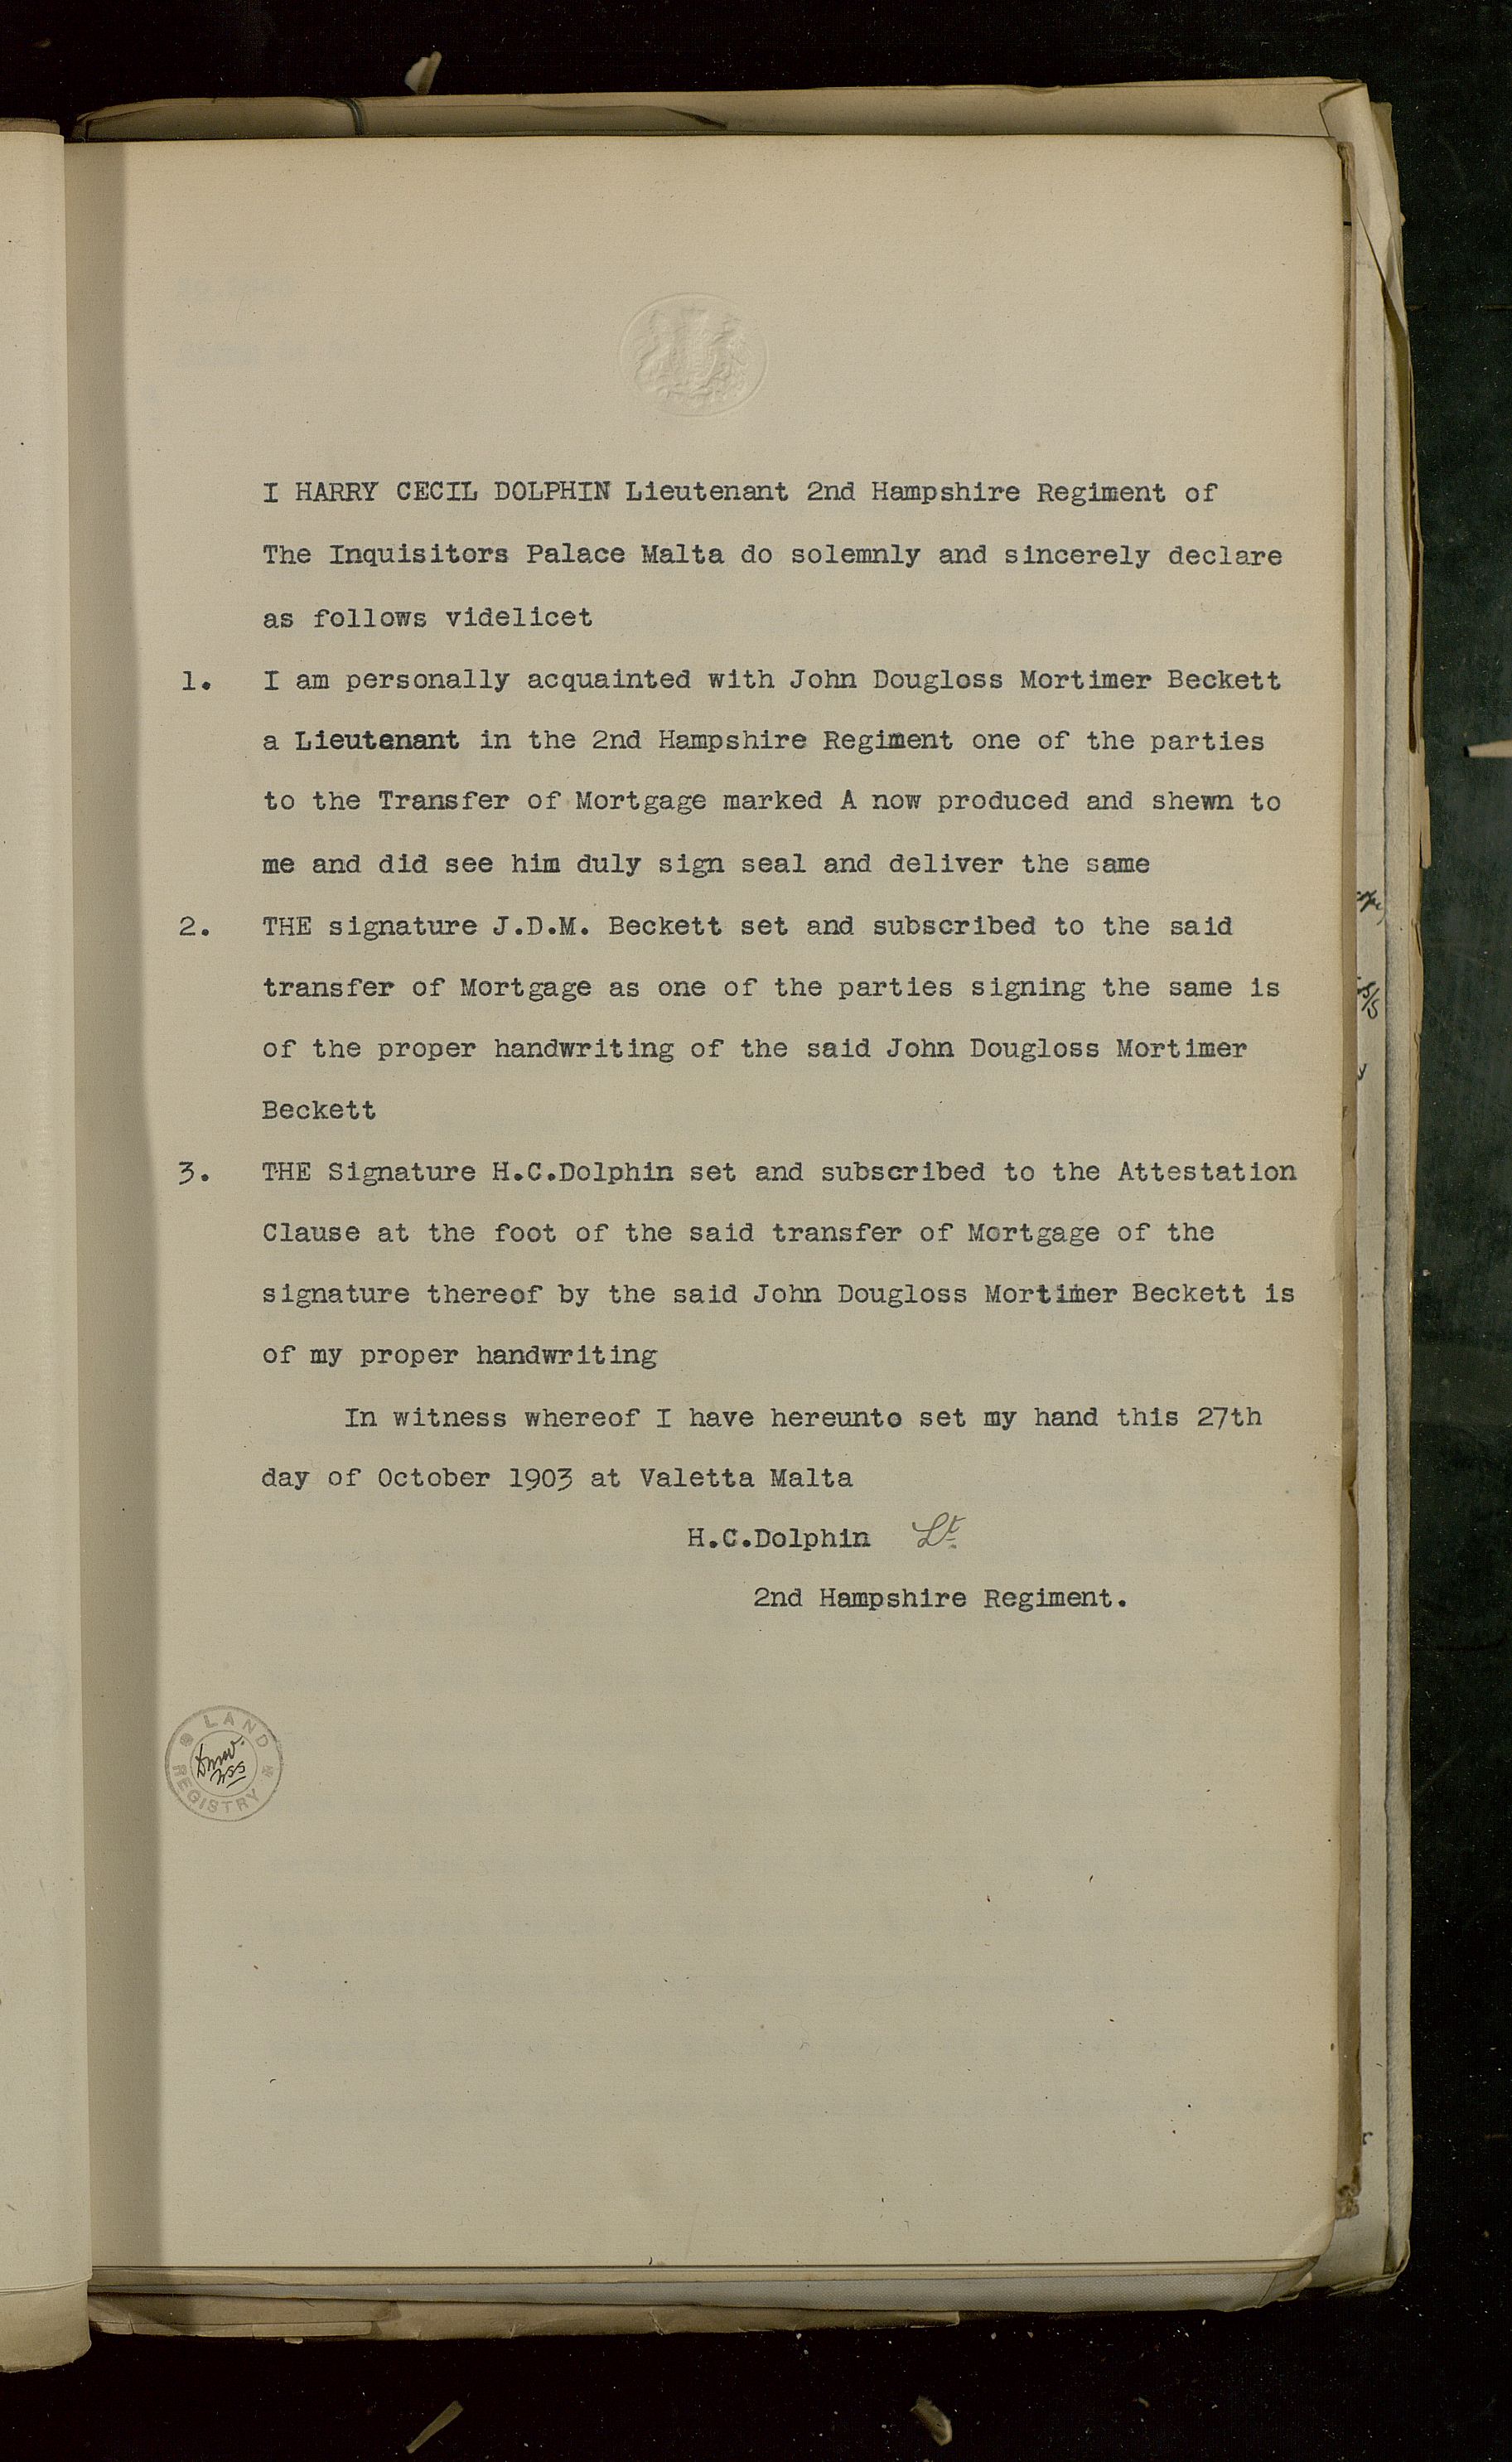 I HARRY CECIL DOLPHIN Lieutenant 2nd Hampshire Regiment of
The Inquisitors Palace Malta do solemnly and sincerely declare
as follows videlicet
1. I am personally acquainted with John Dougloss Mortimer Beckett
a Lieutenant in the 2nd Hampshire Regiment one of the parties
to the Transfer of Mortgage marked A now produced and shewn to
me and did see him duly sign seal and deliver the same
2. THE signature J.D.M. Beckett set and subscribed to the said
transfer of Mortgage as one of the parties signing the same is
of the proper handwriting of the said John Dougloss Mortimer
Beckett
3. THE Signature H.C.Dolphin set and subscribed to the Attestation
Clause at the foot of the said transfer of Mortgage of the
signature thereof by the said John Dougloss Mortimer Beckett is
of my proper handwriting
In witness whereof I have hereunto set my hand this 27th
day of October 1903 at Valetta Malta
H.C.Dolphin Lt
2nd Hampshire Regiment.
LAND REGISTRY